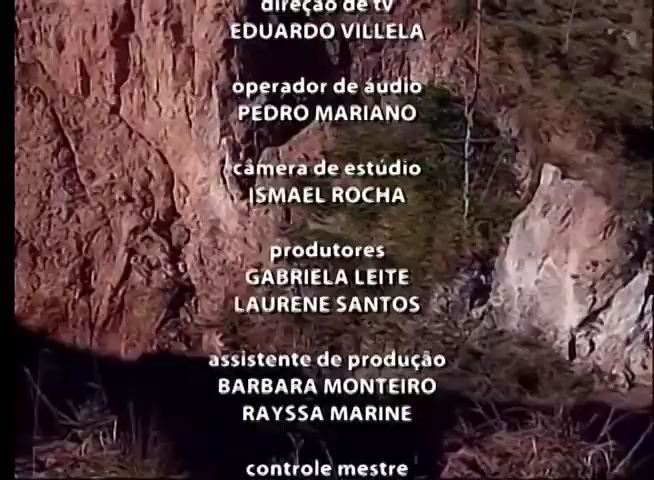 direção de tv
EDUARDO VILLELA
operador de áudio
PEDRO MARIANO
câmera de estúdio
ISMAEL ROCHA
produtores
GABRIELA LEITE
LAURENE SANTOS
assistente de produção
BARBARA MONTEIRO
RAYSSA MARINE
controle mestre